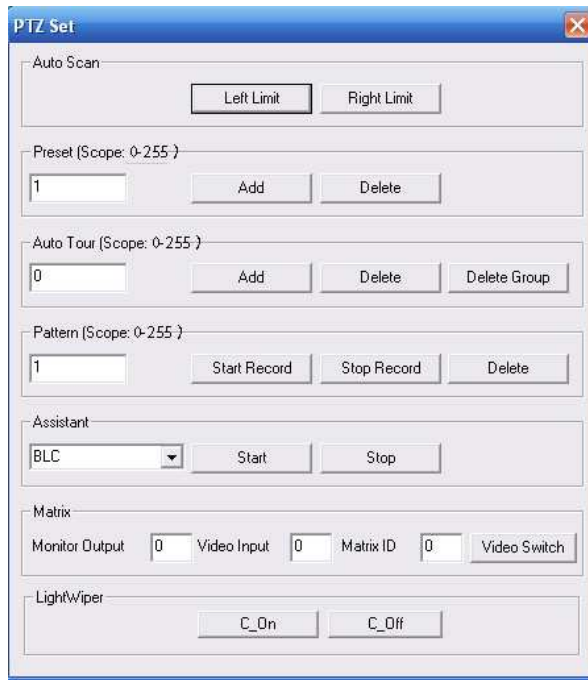 PTZ Set
Auto Scan
Left Limit Right Limit
Preset (Scope: 0-255 )
1 Add Delete
Auto Tour (Scope: 0-255 )
0 Add Delete Delete Group
Pattern (Scope: 0-255 )
1 Start Record Stop Record Delete
Assistant
BLC Start Stop
Matrix
Monitor Output 0 Video Input 0 Matrix ID 0 Video Switch
LightWiper
C_On C_Off